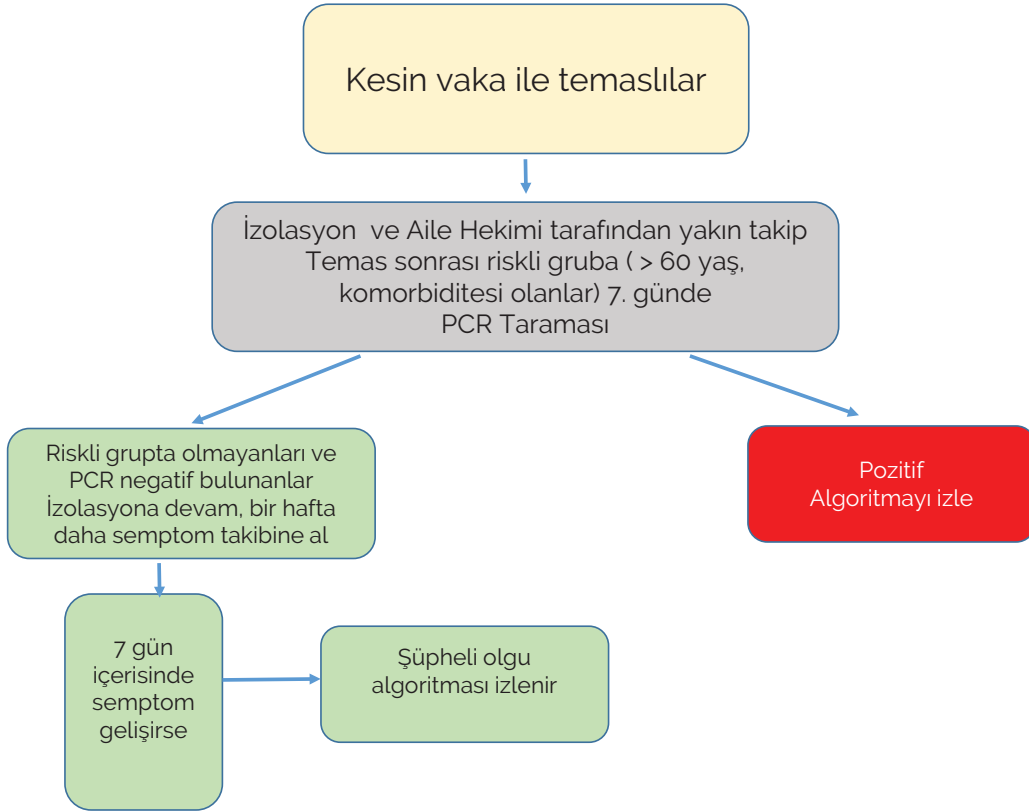 Kesin vaka ile temaslılar
İzolasyon ve Aile Hekimi tarafından yakın takip
Temas sonrası riskli gruba ( > 60 yaş,
komorbiditesi olanlar) 7. günde
PCR Taraması
Riskli grupta olmayanları ve
PCR negatif bulunanlar
İzolasyona devam, bir hafta
daha semptom takibine al
Pozitif
Algoritmayı izle
7 gün
içerisinde
semptom
gelişirse
Şüpheli olgu
algoritması izlenir